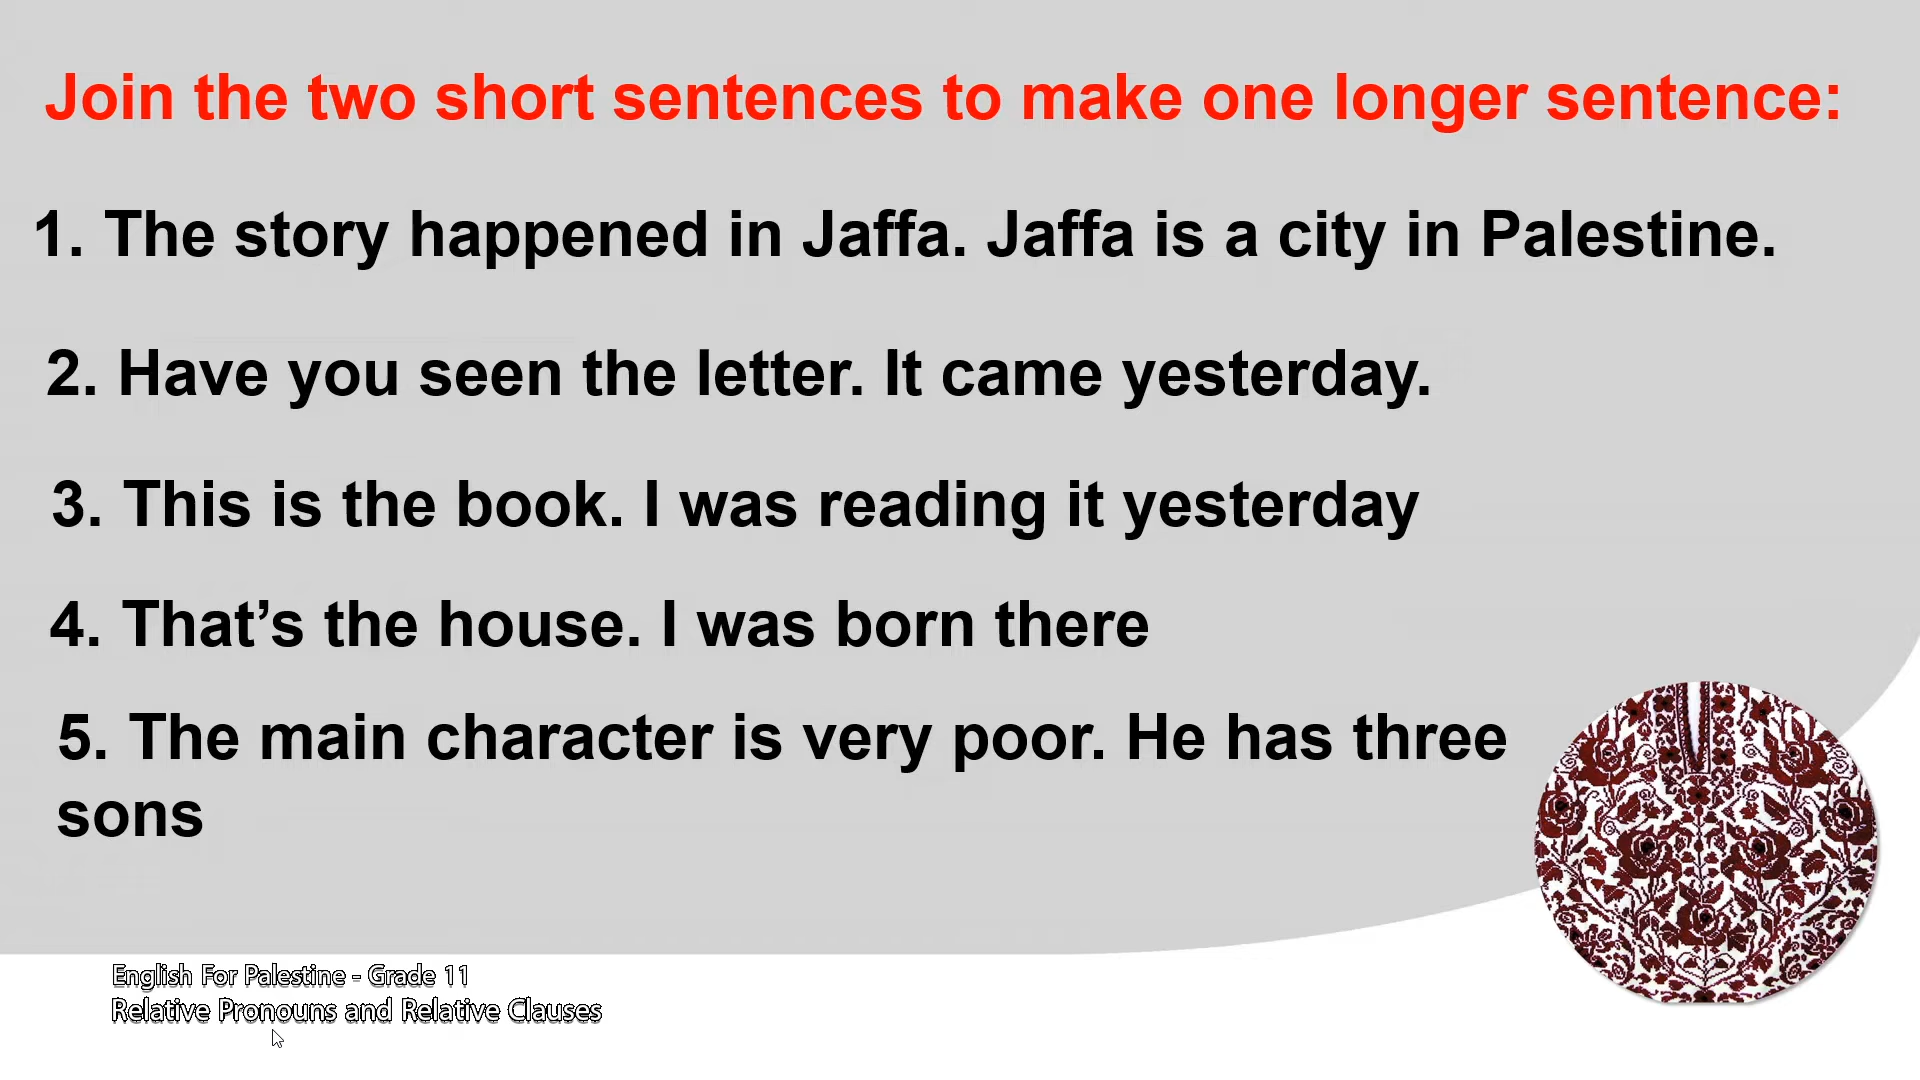 Join the two short sentences to make one longer sentence:
1. The story happened in Jaffa. Jaffa is a city in Palestine.
2. Have you seen the letter. It came yesterday.
3. This is the book. I was reading it yesterday
4. That’s the house. I was born there
5. The main character is very poor. He has three
sons
English For Palestine - Grade 11
Relative Pronouns and Relative Clauses